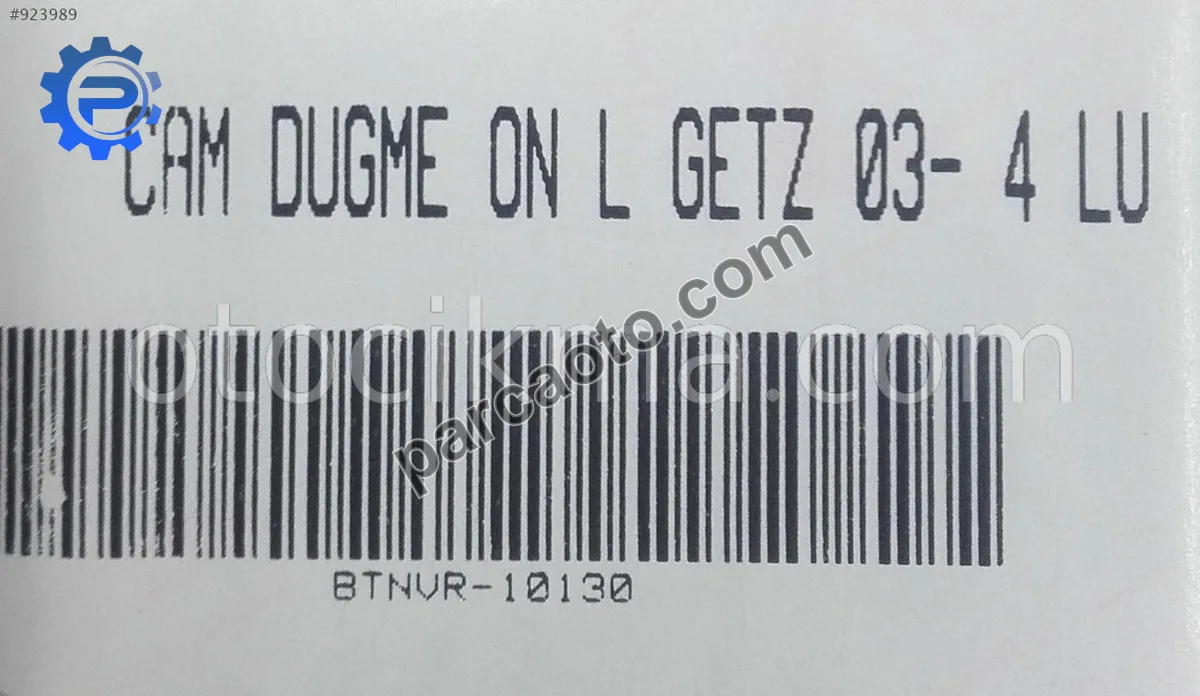 #923989
CAM DUGME ON L GETZ 03- 4 LU
parcaoto.com
otocikma.com
BTNVR-10130